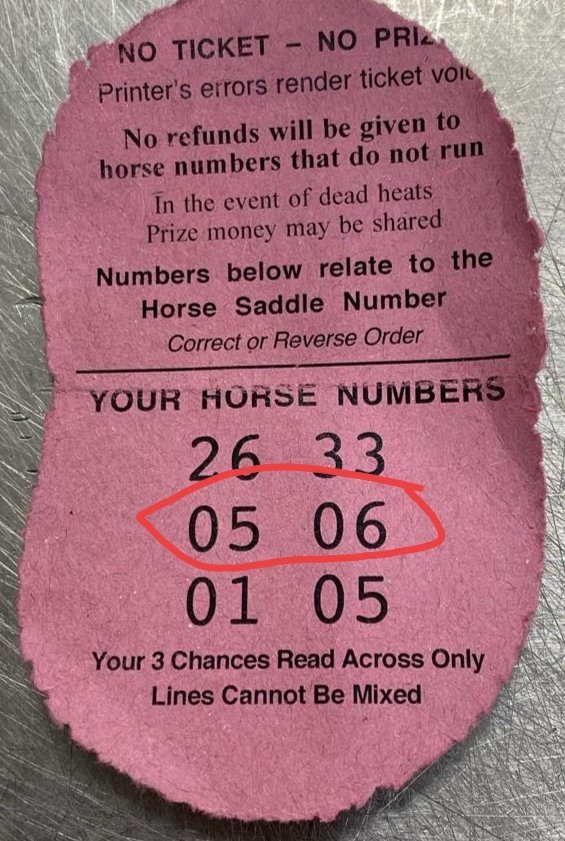 NO TICKET – NO
Printer's errors render ticket
No refunds will be given to
horse numbers that do not run
In the event of dead heats
Prize money may be shared
Numbers below relate to the
Horse Saddle Number
Correct or Reverse Order
YOUR HORSE NUMBERS
26 33
05 06
01 05
Your 3 Chances Read Across Only
Lines Cannot Be Mixed